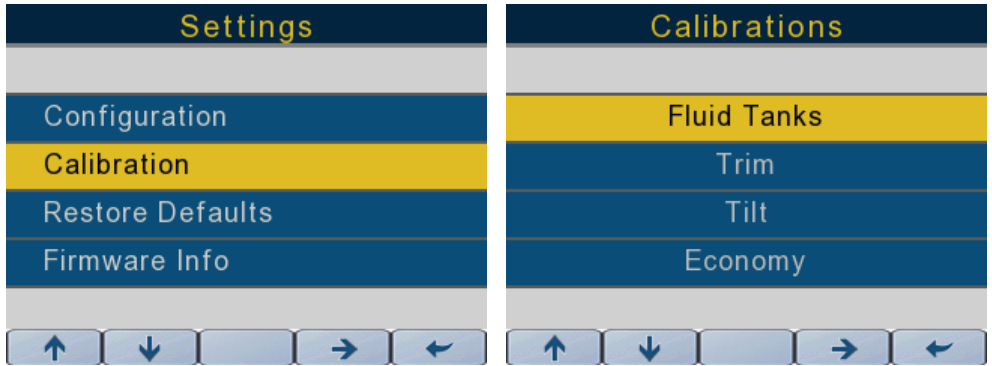 Settings
Configuration
Calibration
Restore Defaults
Firmware Info
Calibrations
Fluid Tanks
Trim
Tilt
Economy